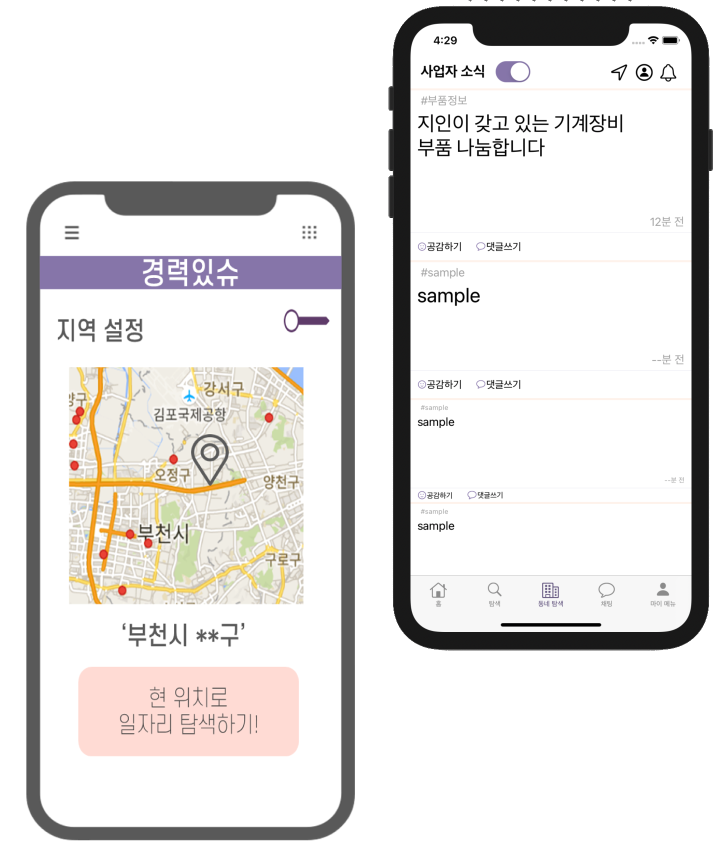 경력있슈
지역 설정
양구
강서구
김포국제공항
오정구
양천구
부천시
구로구
‘부천시 **구’
현 위치로
일자리 탐색하기!
4:29
사업자 소식
#부품정보
지인이 갖고 있는 기계장비
부품 나눔합니다
12분 전
공감하기 댓글쓰기
#sample
sample
--분 전
공감하기 댓글쓰기
#sample
sample
--분 전
공감하기 댓글쓰기
#sample
sample
홈 탐색 동네 탐색 채팅 마이 메뉴